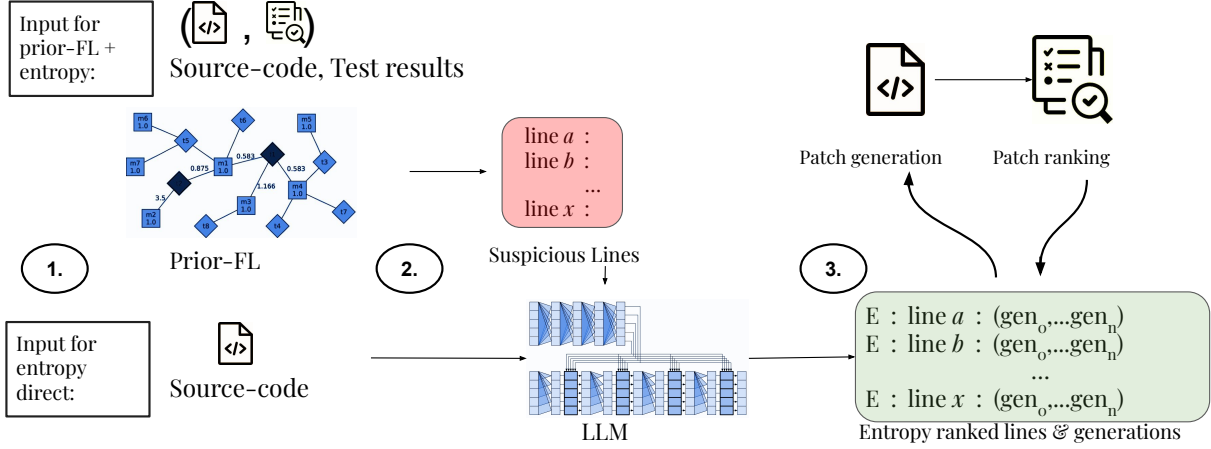 Input for
prior-FL +
entropy:
( </> , )
Source-code, Test results
m6
1.0
t6
m5
1.0
t5
m7
1.0
m1
1.0
0.583
0.875
0.583
t3
3.5
1.166
m4
1.0
m2
1.0
m3
1.0
t8
t4
t7
Prior-FL
1.
2.
line a :
line b :
...
line x :
Suspicious Lines
</>
Patch generation
Patch ranking
3.
Input for
entropy
direct:
</>
Source-code
LLM
E : line a : (gen₀,...genₙ)
E : line b : (gen₀,...genₙ)
...
E : line x : (gen₀,...genₙ)
Entropy ranked lines & generations